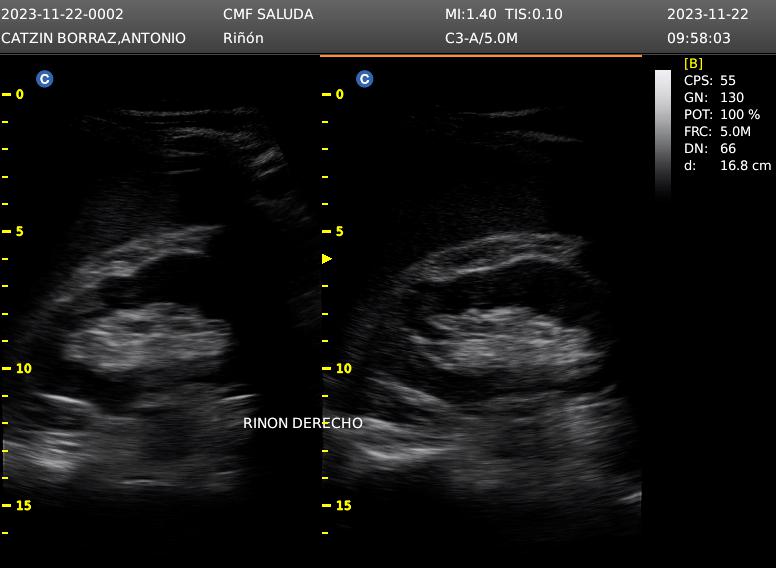 2023-11-22-0002 CMF SALUDA MI:1.40 TIS:0.10 2023-11-22
CATZIN BORRAZ,ANTONIO Riñón C3-A/5.0M 09:58:03
[B]
CPS: 55
GN: 130
POT: 100 %
FRC: 5.0M
DN: 66
d: 16.8 cm
C C
0 0
5 5
10 10
RINON DERECHO
15 15